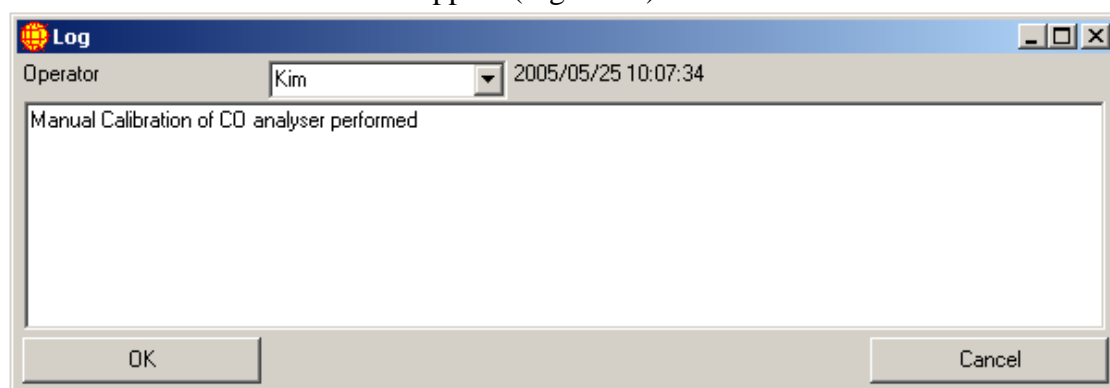 Log
Operator Kim 2005/05/25 10:07:34
Manual Calibration of CO analyser performed
OK Cancel